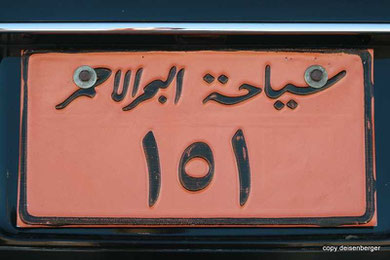 سياحة البحر الاحمر
١٥١
copy deisenberger